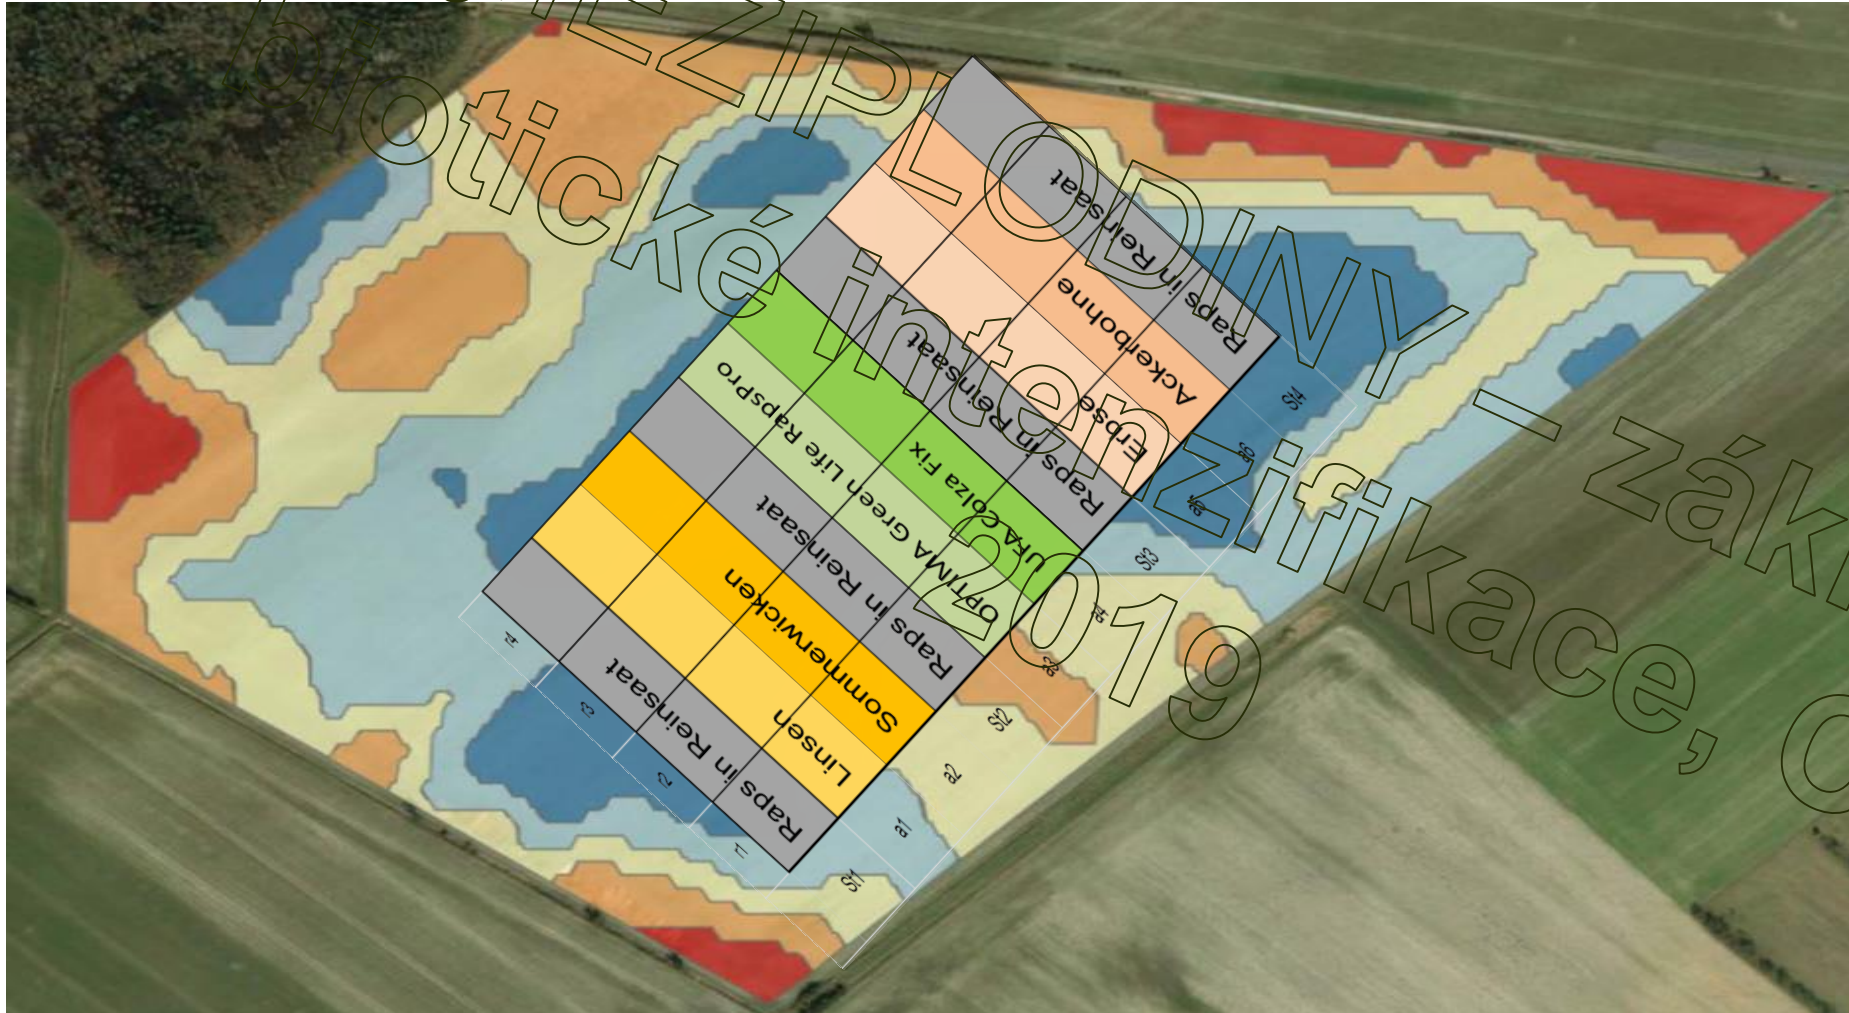 MEZIPLODINY – zákl
biotické intenzifikace, o
2019
Raps in Reinsaat
Ackerbohne
Erbse
Raps in Reinsaat
UFA Colza Fix
OPTIMA Green Life RapsPro
Raps in Reinsaat
Sommerwicken
Linsen
Raps in Reinsaat